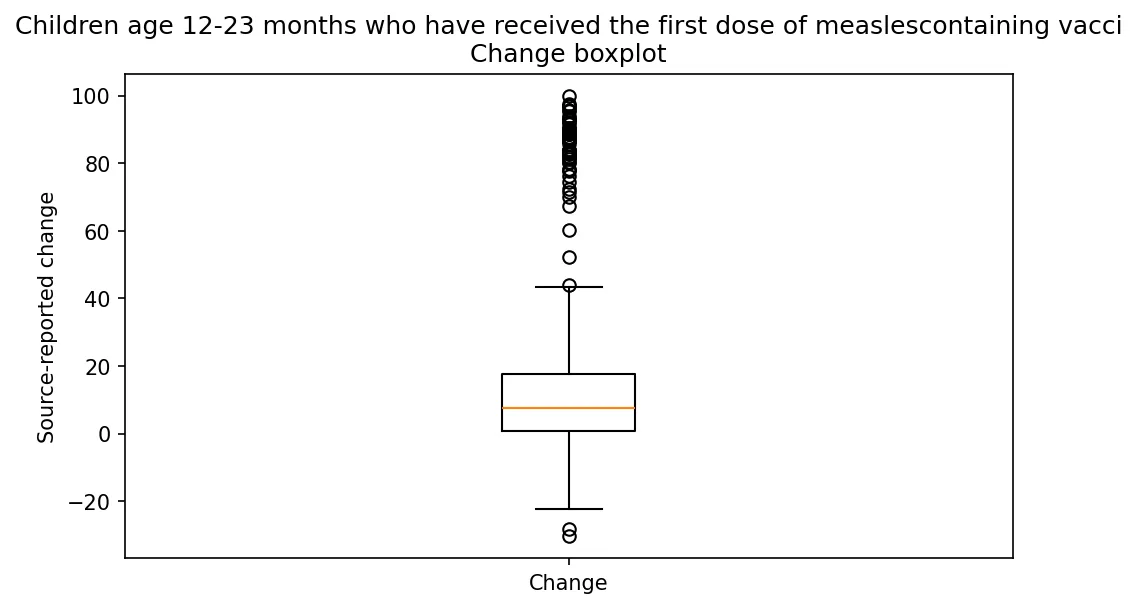 Children age 12-23 months who have received the first dose of measlescontaining vacci
Change boxplot
100
80
60
40
20
0
−20
Source-reported change
Change